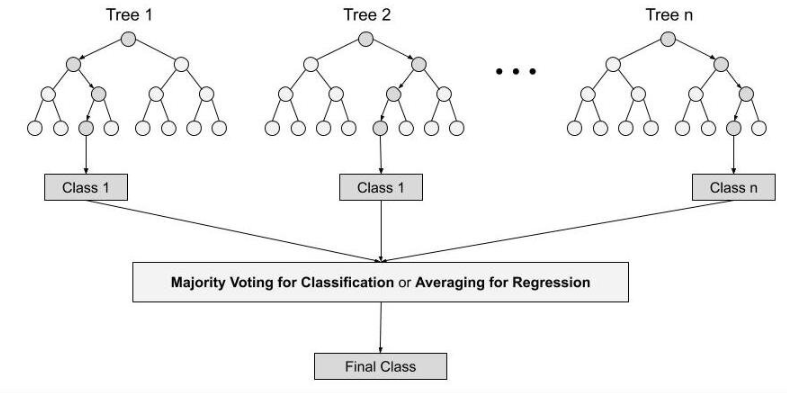 Tree 1
Tree 2
Tree n
Class 1
Class 1
Class n
Majority Voting for Classification or Averaging for Regression
Final Class